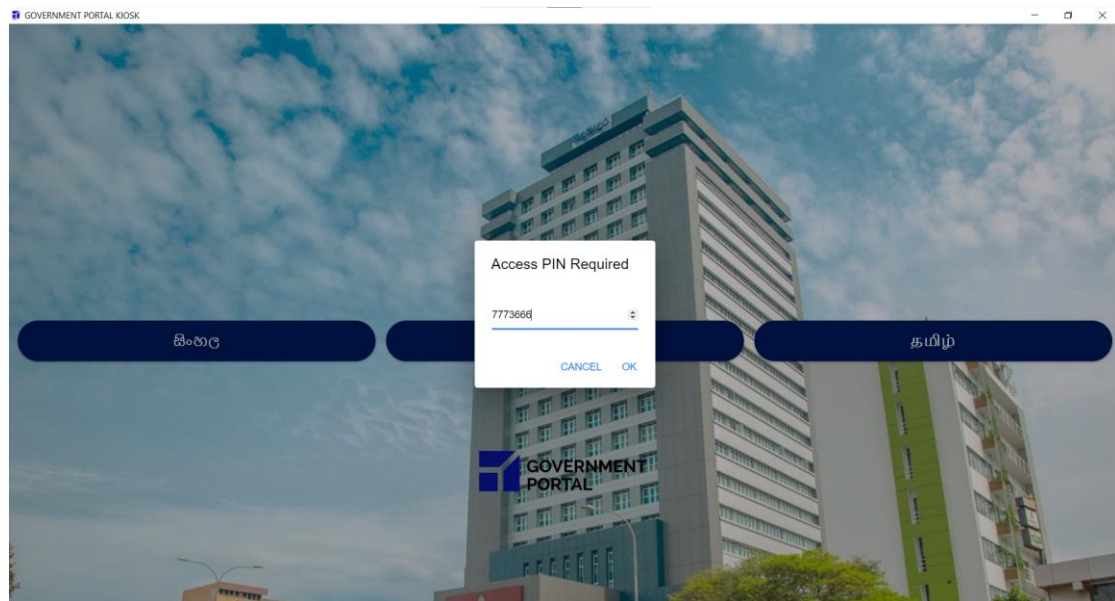 GOVERNMENT PORTAL KIOSK
Access PIN Required
7773666
CANCEL OK
සිංහල
தமிழ்
GOVERNMENT
PORTAL